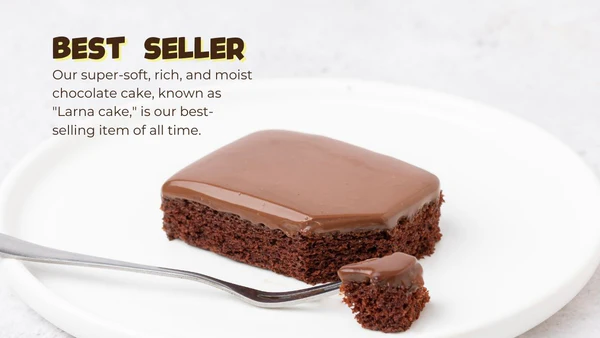 BEST SELLER
Our super-soft, rich, and moist
chocolate cake, known as
"Larna cake," is our best-
selling item of all time.